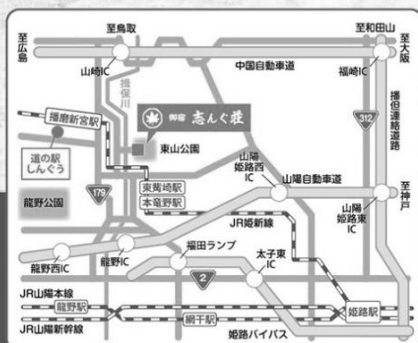 至鳥取
至和田山
至広島
至大阪
山崎IC
中国自動車道
福崎IC
揖保川
播但連絡道路
播磨新宮駅
御宿 志んぐ荘
312
道の駅
しんぐう
東山公園
山陽
姫路西
IC
山陽自動車道
179
東觜崎駅
本竜野駅
龍野公園
山陽
姫路東
IC
至神戸
JR姫新線
龍野西IC
龍野IC
福田ランプ
2
太子東
IC
JR山陽本線
竜野駅
姫路駅
JR山陽新幹線
網干駅
姫路バイパス